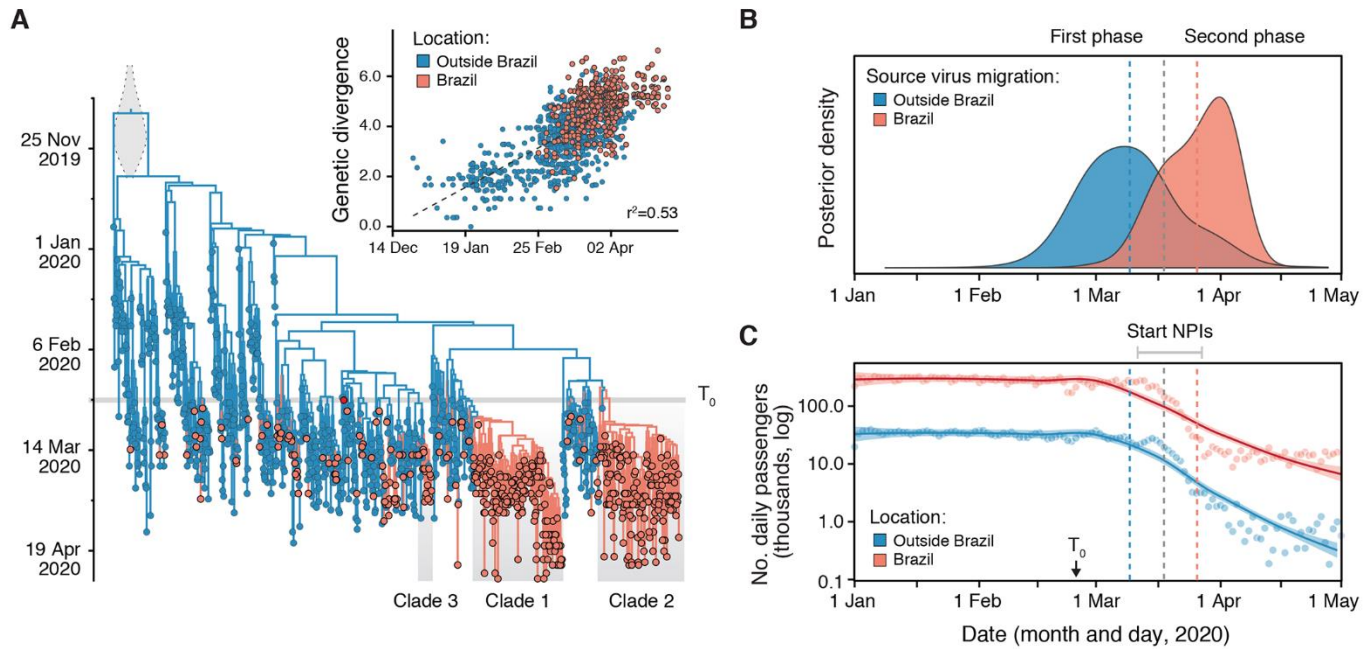 A
25 Nov
2019
1 Jan
2020
6 Feb
2020
14 Mar
2020
19 Apr
2020
T0
Clade 3
Clade 1
Clade 2
Genetic divergence
Location:
Outside Brazil
Brazil
6.0
4.0
2.0
0.0
r²=0.53
14 Dec
19 Jan
25 Feb
02 Apr
B
First phase
Second phase
Source virus migration:
Outside Brazil
Brazil
Posterior density
1 Jan
1 Feb
1 Mar
1 Apr
1 May
C
Start NPIs
No. daily passengers
(thousands, log)
100.0
10.0
1.0
0.1
Location:
Outside Brazil
Brazil
T0
1 Jan
1 Feb
1 Mar
1 Apr
1 May
Date (month and day, 2020)